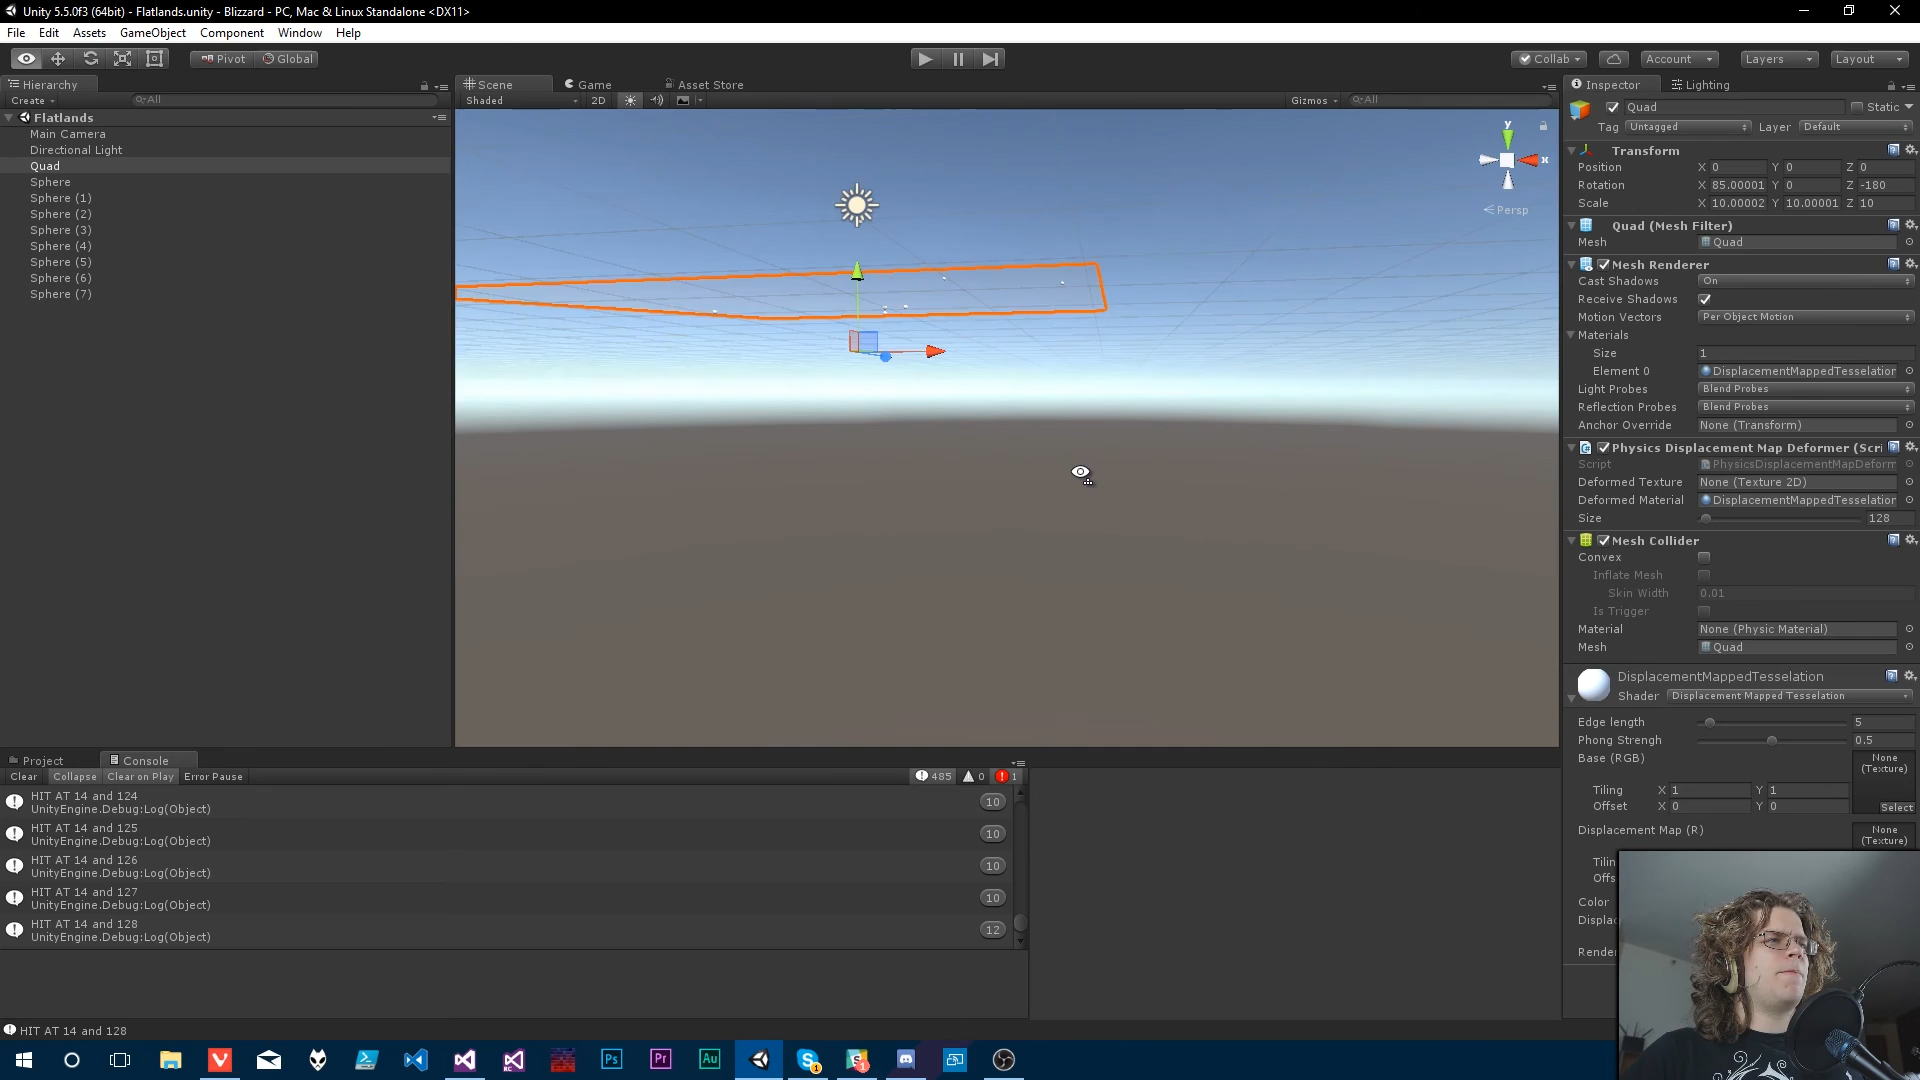 Unity 5.5.0f3 (64bit) - Flatlands.unity - Blizzard - PC, Mac & Linux Standalone <DX11>
File Edit Assets GameObject Component Window Help
Pivot Global Collab Account Layers Layout
Hierarchy
Create All
Flatlands
Main Camera
Directional Light
Quad
Sphere
Sphere (1)
Sphere (2)
Sphere (3)
Sphere (4)
Sphere (5)
Sphere (6)
Sphere (7)
Scene Game Asset Store
Shaded 2D Gizmos All
y
x
Persp
Inspector Lighting
Quad Static
Tag Untagged Layer Default
Transform
Position X 0 Y 0 Z 0
Rotation X 85.00001 Y 0 Z -180
Scale X 10.00002 Y 10.00001 Z 10
Quad (Mesh Filter)
Mesh Quad
Mesh Renderer
Cast Shadows On
Receive Shadows
Motion Vectors Per Object Motion
Materials
Size 1
Element 0 DisplacementMappedTesselation
Light Probes Blend Probes
Reflection Probes Blend Probes
Anchor Override None (Transform)
Physics Displacement Map Deformer (Scri
Script PhysicsDisplacementMapDeform
Deformed Texture None (Texture 2D)
Deformed Material DisplacementMappedTesselation
Size 128
Mesh Collider
Convex
Inflate Mesh
Skin Width 0.01
Is Trigger
Material None (Physic Material)
Mesh Quad
DisplacementMappedTesselation
Shader Displacement Mapped Tesselation
Edge length 5
Phong Strengh 0.5
Base (RGB) None (Texture)
Tiling X 1 Y 1
Offset X 0 Y 0
Select
Displacement Map (R) None (Texture)
Tilin
Offs
Color
Displac
Render
Project Console
Clear Collapse Clear on Play Error Pause 485 0 1
HIT AT 14 and 124
UnityEngine.Debug:Log(Object)
10
HIT AT 14 and 125
UnityEngine.Debug:Log(Object)
10
HIT AT 14 and 126
UnityEngine.Debug:Log(Object)
10
HIT AT 14 and 127
UnityEngine.Debug:Log(Object)
10
HIT AT 14 and 128
UnityEngine.Debug:Log(Object)
12
HIT AT 14 and 128
Ps Pr Au